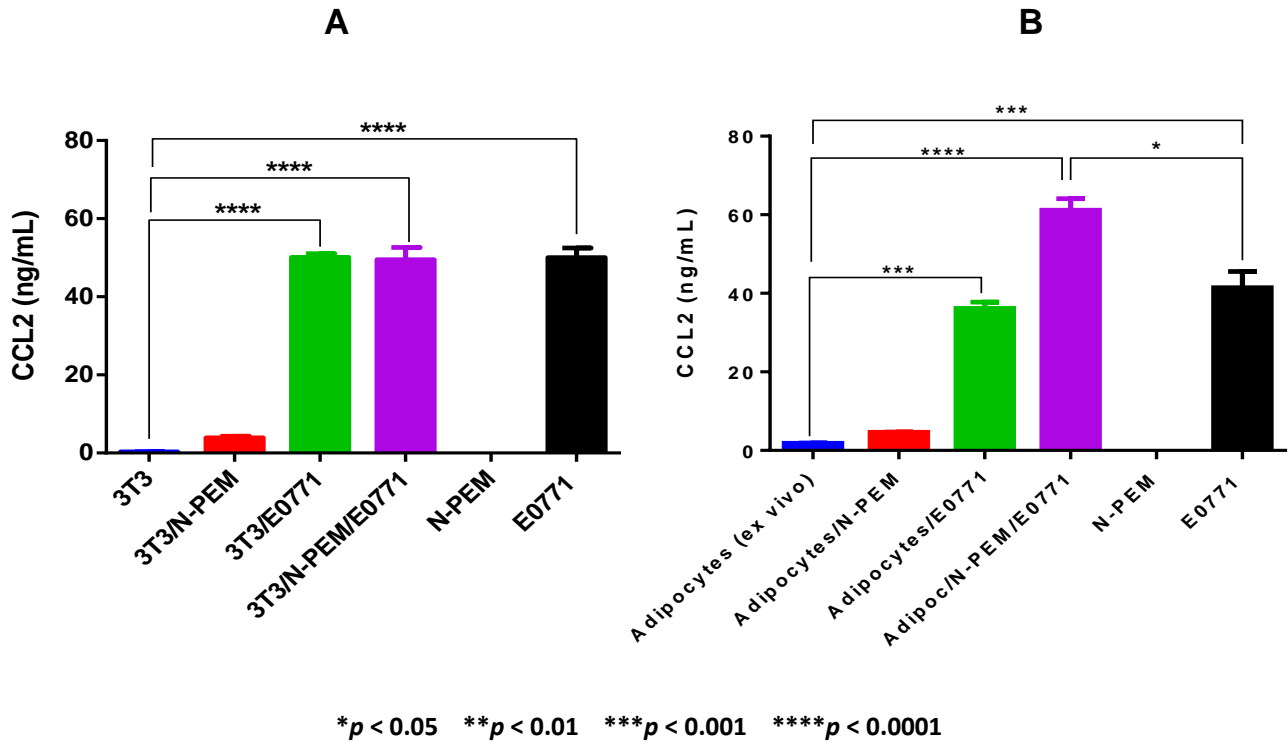 A
CCL2 (ng/mL)
80
60
40
20
0
****
****
****
3T3
3T3/N-PEM
3T3/E0771
3T3/N-PEM/E0771
N-PEM
E0771
B
CCL2 (ng/mL)
80
60
40
20
0
***
****
*
***
Adipocytes (ex vivo)
Adipocytes/N-PEM
Adipocytes/E0771
Adipoc/N-PEM/E0771
N-PEM
E0771
*p < 0.05 **p < 0.01 ***p < 0.001 ****p < 0.0001